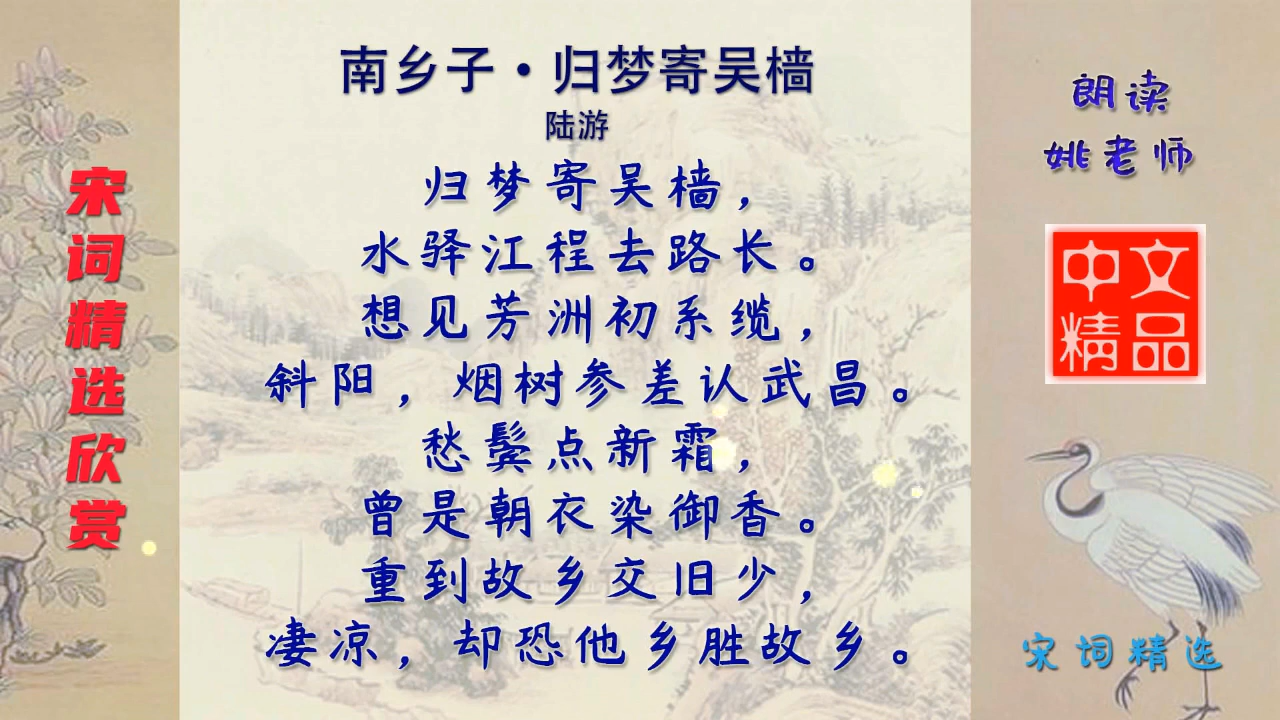 南乡子·归梦寄吴樯
陆游
归梦寄吴樯，
水驿江程去路长。
想见芳洲初系缆，
斜阳，烟树参差认武昌。
愁鬓点新霜，
曾是朝衣染御香。
重到故乡交旧少，
凄凉，却恐他乡胜故乡。
宋词精选欣赏
朗读
姚老师
中文
精品
宋词精选